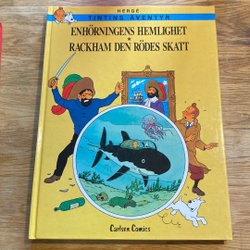 HERGÉ
TINTINS ÄVENTYR
ENHÖRNINGENS HEMLIGHET
RACKHAM DEN RÖDES SKATT
Carlsen Comics